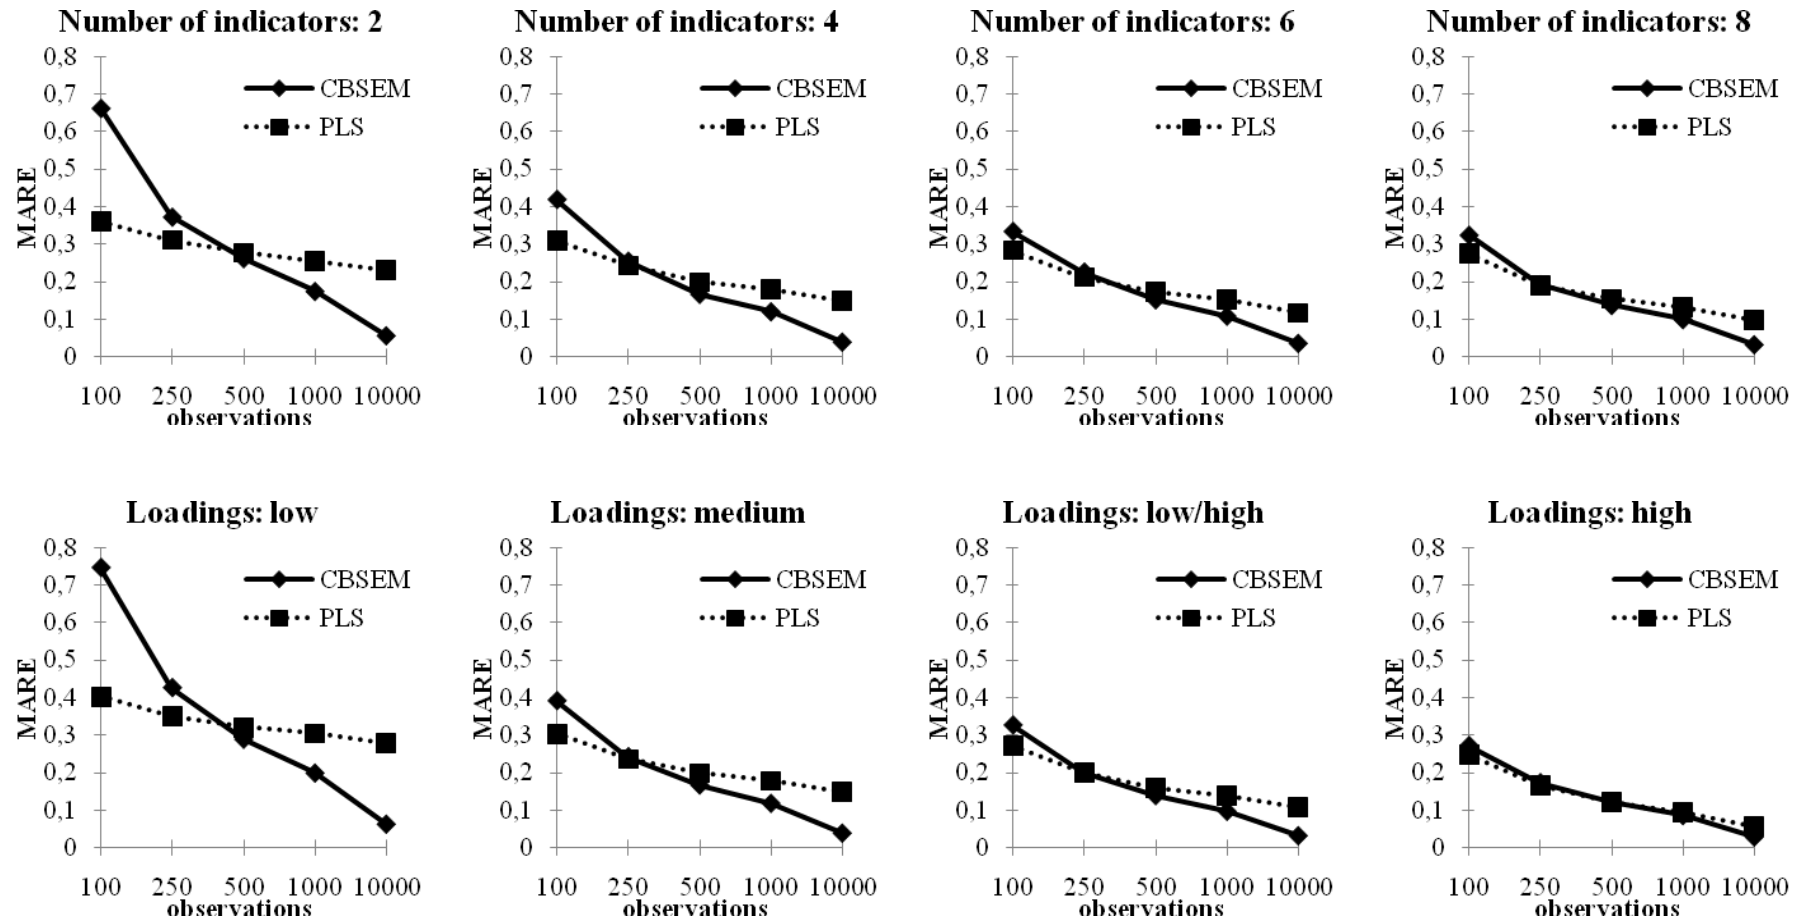 Number of indicators: 2
0,8
0,7
0,6
0,5
0,4
0,3
0,2
0,1
0
MARE
CBSEM
PLS
100 250 500 1000 10000
observations
Number of indicators: 4
0,8
0,7
0,6
0,5
0,4
0,3
0,2
0,1
0
MARE
CBSEM
PLS
100 250 500 1000 10000
observations
Number of indicators: 6
0,8
0,7
0,6
0,5
0,4
0,3
0,2
0,1
0
MARE
CBSEM
PLS
100 250 500 1000 10000
observations
Number of indicators: 8
0,8
0,7
0,6
0,5
0,4
0,3
0,2
0,1
0
MARE
CBSEM
PLS
100 250 500 1000 10000
observations
Loadings: low
0,8
0,7
0,6
0,5
0,4
0,3
0,2
0,1
0
MARE
CBSEM
PLS
100 250 500 1000 10000
observations
Loadings: medium
0,8
0,7
0,6
0,5
0,4
0,3
0,2
0,1
0
MARE
CBSEM
PLS
100 250 500 1000 10000
observations
Loadings: low/high
0,8
0,7
0,6
0,5
0,4
0,3
0,2
0,1
0
MARE
CBSEM
PLS
100 250 500 1000 10000
observations
Loadings: high
0,8
0,7
0,6
0,5
0,4
0,3
0,2
0,1
0
MARE
CBSEM
PLS
100 250 500 1000 10000
observations